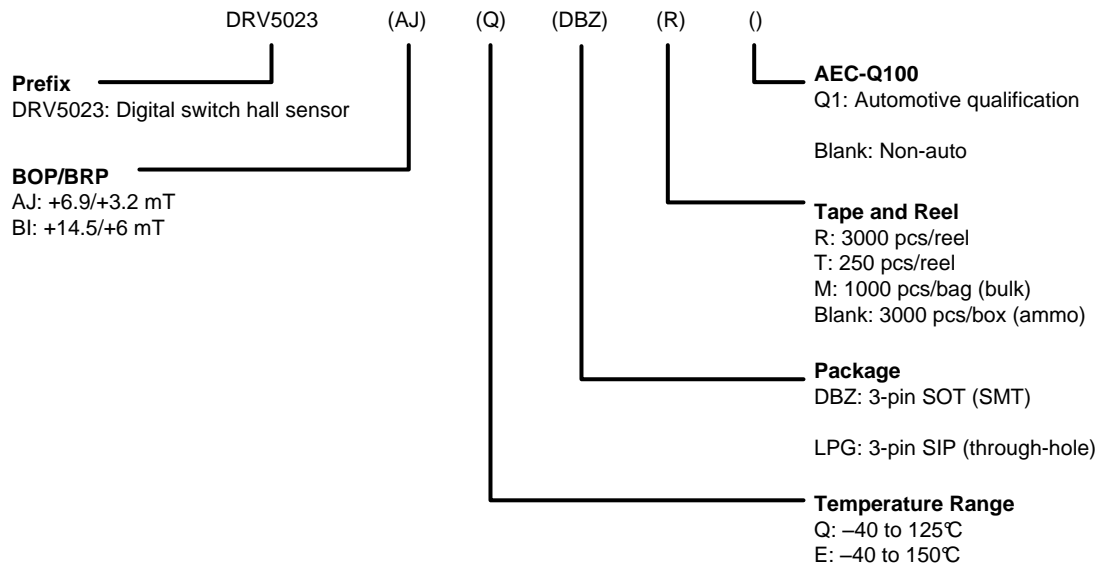 DRV5023 (AJ) (Q) (DBZ) (R) ()
Prefix
DRV5023: Digital switch hall sensor
BOP/BRP
AJ: +6.9/+3.2 mT
BI: +14.5/+6 mT
AEC-Q100
Q1: Automotive qualification
Blank: Non-auto
Tape and Reel
R: 3000 pcs/reel
T: 250 pcs/reel
M: 1000 pcs/bag (bulk)
Blank: 3000 pcs/box (ammo)
Package
DBZ: 3-pin SOT (SMT)
LPG: 3-pin SIP (through-hole)
Temperature Range
Q: –40 to 125℃
E: –40 to 150℃